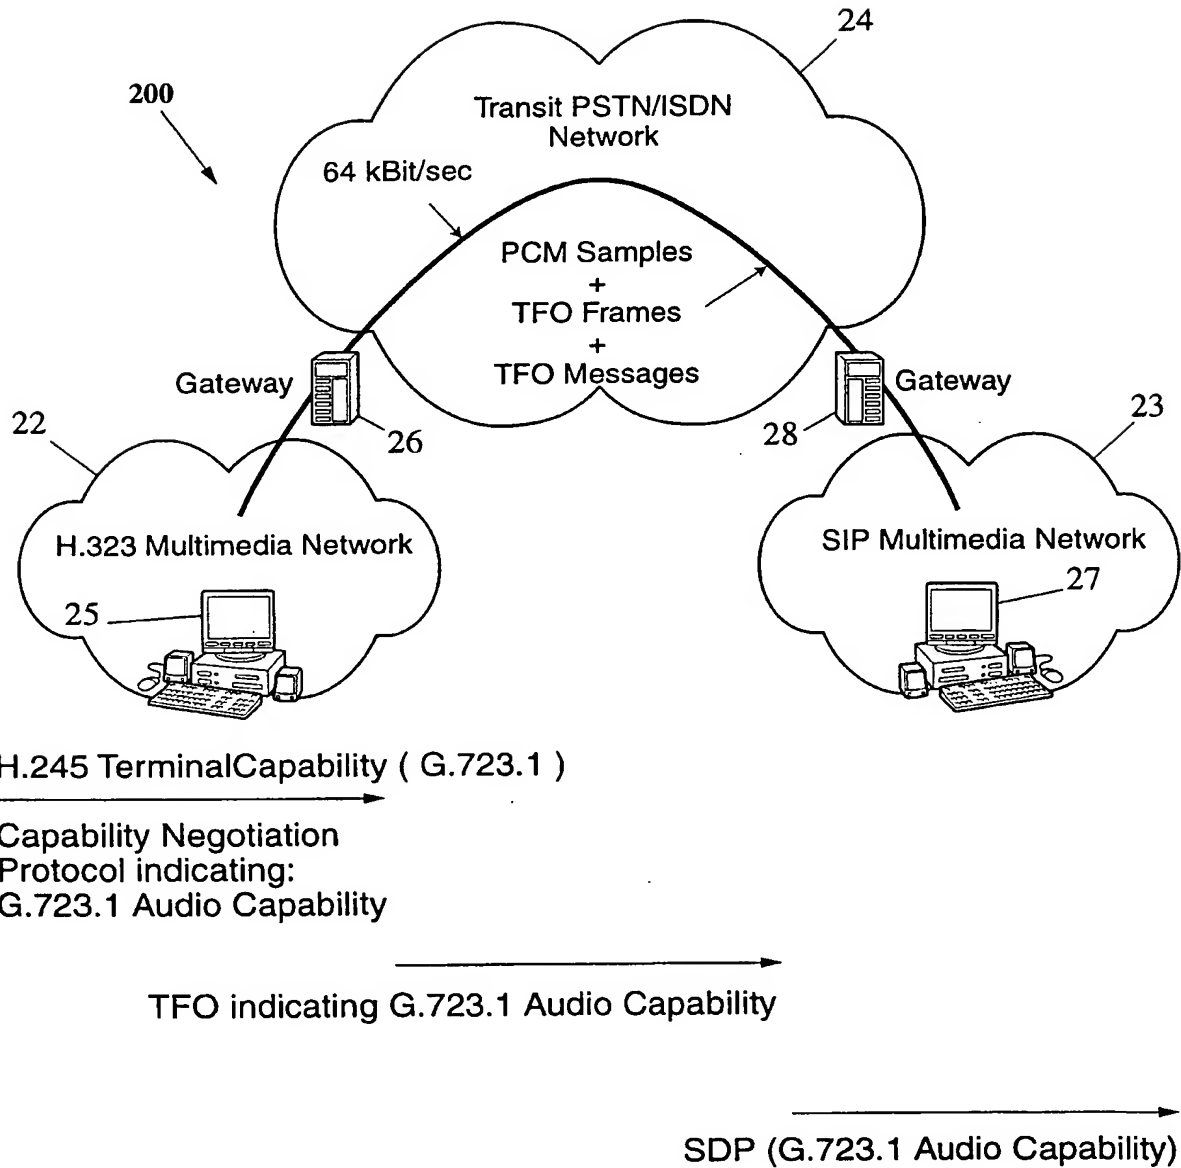 24
200
Transit PSTN/ISDN
Network
64 kBit/sec
PCM Samples
+
TFO Frames
+
TFO Messages
Gateway
Gateway
22
26
28
23
H.323 Multimedia Network
SIP Multimedia Network
25
27
H.245 TerminalCapability ( G.723.1 )
Capability Negotiation
Protocol indicating:
G.723.1 Audio Capability
TFO indicating G.723.1 Audio Capability
SDP (G.723.1 Audio Capability)